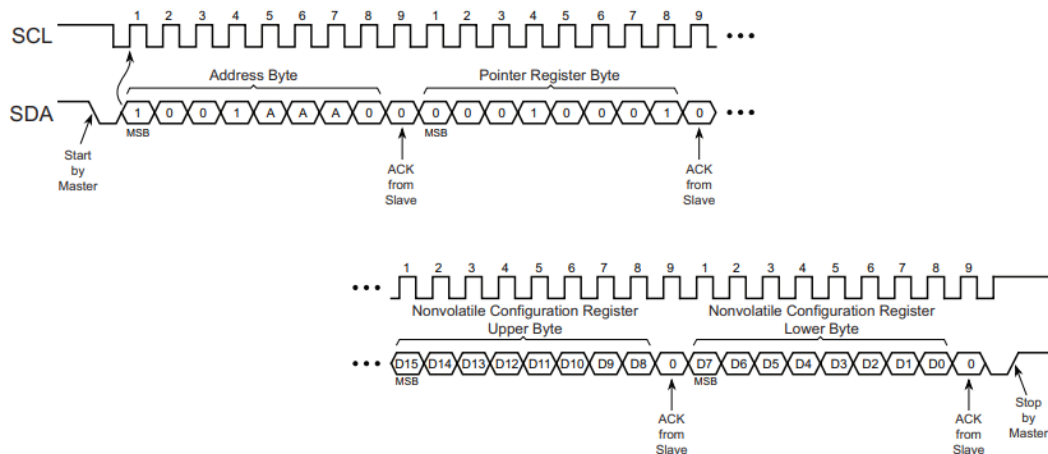 1 2 3 4 5 6 7 8 9 1 2 3 4 5 6 7 8 9
SCL
Address Byte Pointer Register Byte
SDA 1 0 0 1 A A A 0 0 0 0 0 1 0 0 0 1 0
MSB MSB
Start
by
Master
ACK
from
Slave
ACK
from
Slave
1 2 3 4 5 6 7 8 9 1 2 3 4 5 6 7 8 9
Nonvolatile Configuration Register
Upper Byte
Nonvolatile Configuration Register
Lower Byte
D15 D14 D13 D12 D11 D10 D9 D8 0 D7 D6 D5 D4 D3 D2 D1 D0 0
MSB MSB
ACK
from
Slave
ACK
from
Slave
Stop
by
Master